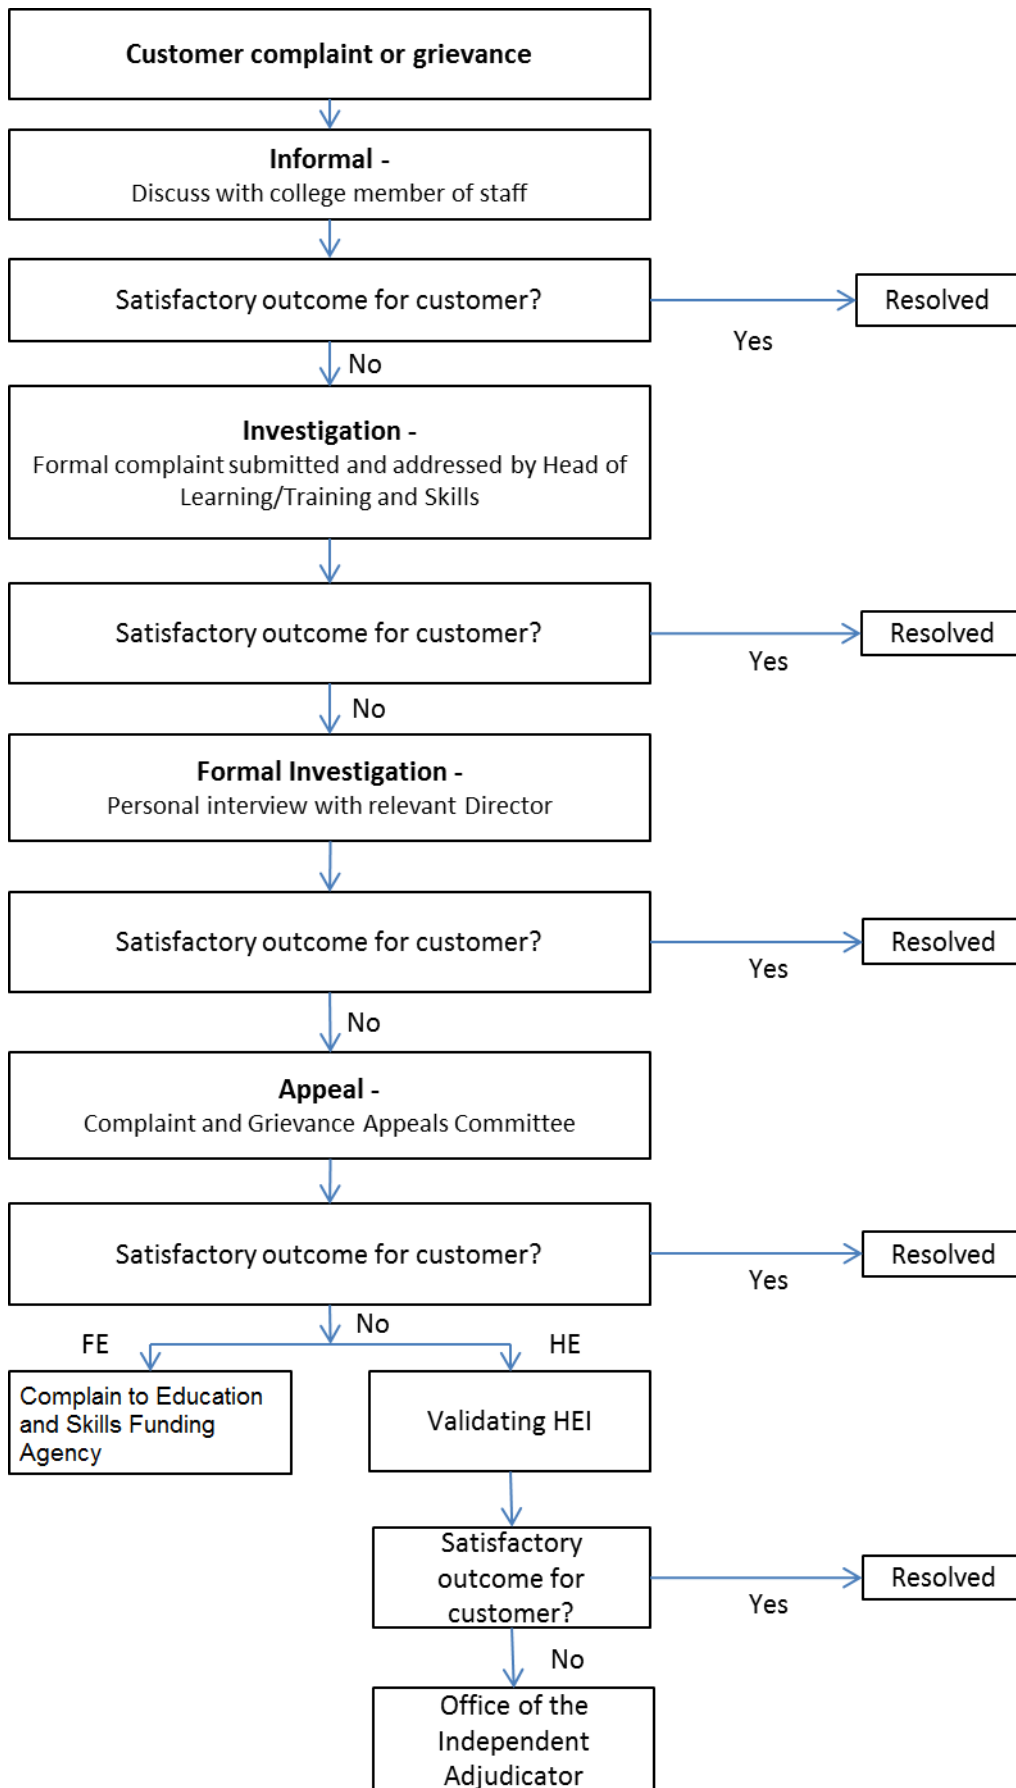 Customer complaint or grievance
Informal -
Discuss with college member of staff
Satisfactory outcome for customer?
Resolved
Yes
No
Investigation -
Formal complaint submitted and addressed by Head of
Learning/Training and Skills
Satisfactory outcome for customer?
Resolved
Yes
No
Formal Investigation -
Personal interview with relevant Director
Satisfactory outcome for customer?
Resolved
Yes
No
Appeal -
Complaint and Grievance Appeals Committee
Satisfactory outcome for customer?
Resolved
Yes
No
FE
HE
Complain to Education
and Skills Funding
Agency
Validating HEI
Satisfactory
outcome for
customer?
Resolved
Yes
No
Office of the
Independent
Adjudicator